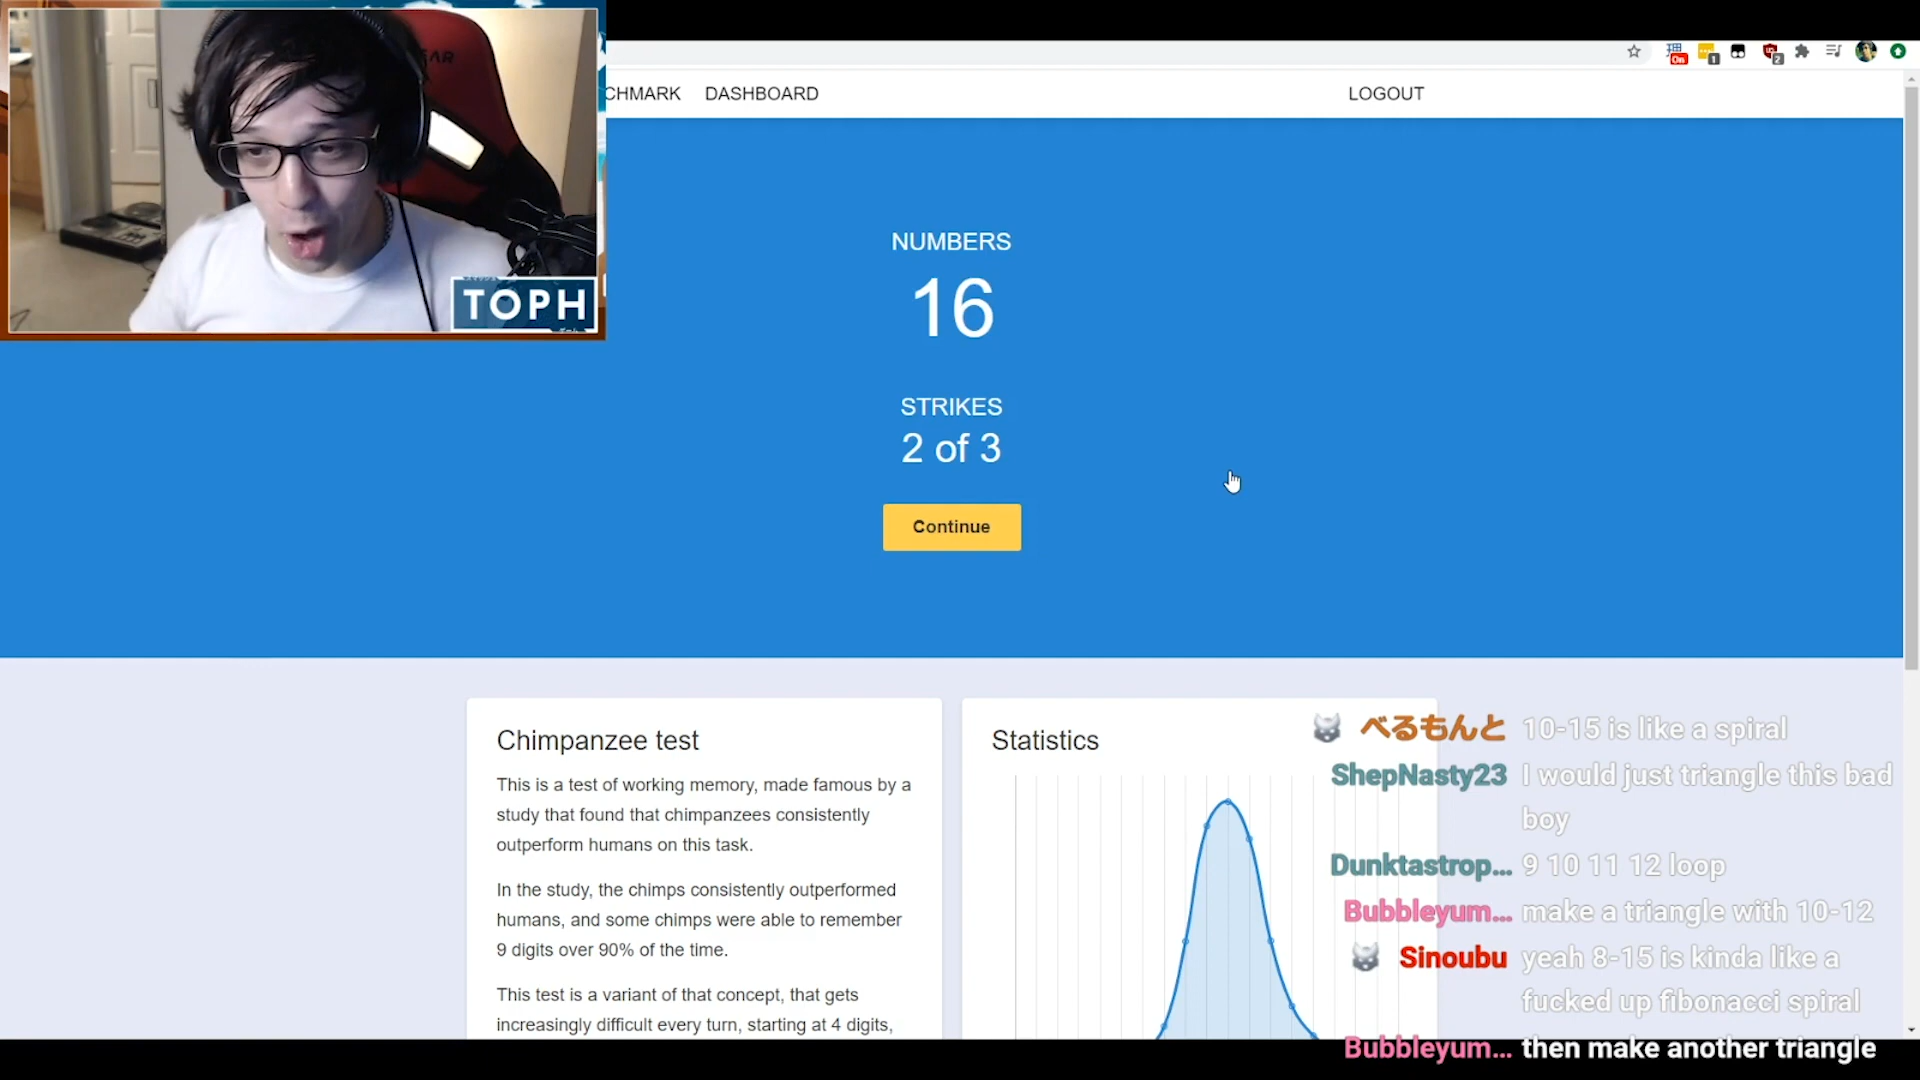 CHMARK
DASHBOARD
LOGOUT
On
1
2
TOPH
NUMBERS
16
STRIKES
2 of 3
Continue
Chimpanzee test
This is a test of working memory, made famous by a
study that found that chimpanzees consistently
outperform humans on this task.
In the study, the chimps consistently outperformed
humans, and some chimps were able to remember
9 digits over 90% of the time.
This test is a variant of that concept, that gets
increasingly difficult every turn, starting at 4 digits,
Statistics
べるもんと 10-15 is like a spiral
ShepNasty23 I would just triangle this bad
boy
Dunktastrop... 9 10 11 12 loop
Bubbleyum... make a triangle with 10-12
Sinoubu yeah 8-15 is kinda like a
fucked up fibonacci spiral
Bubbleyum... then make another triangle